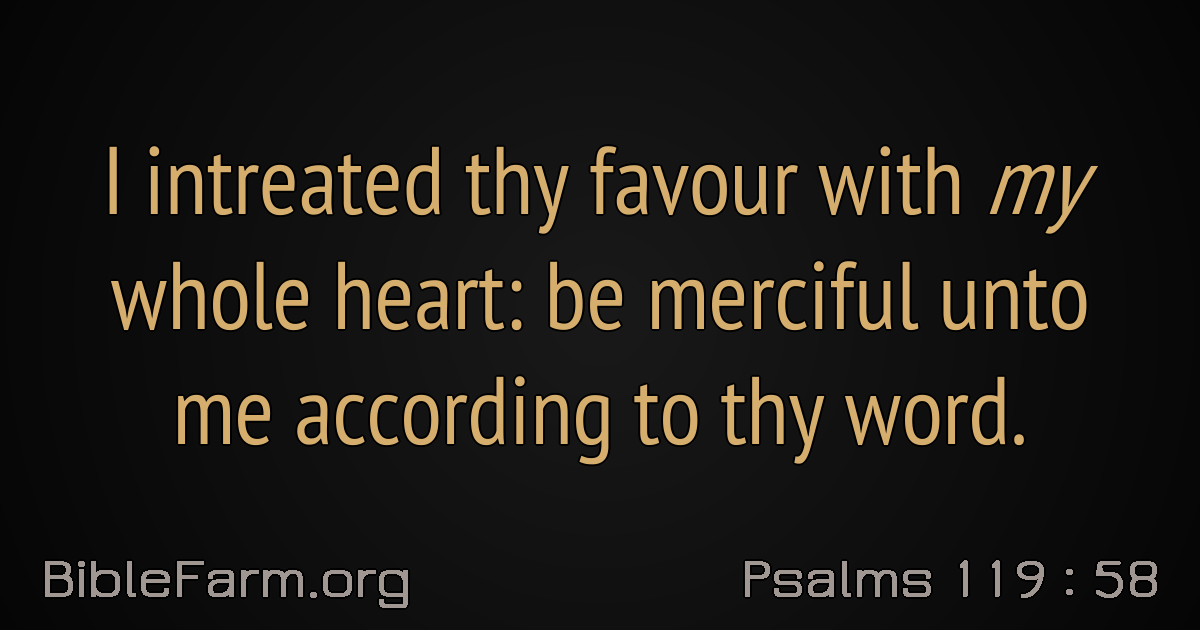 I intreated thy favour with my
whole heart: be merciful unto
me according to thy word.
BibleFarm.org
Psalms 119 : 58